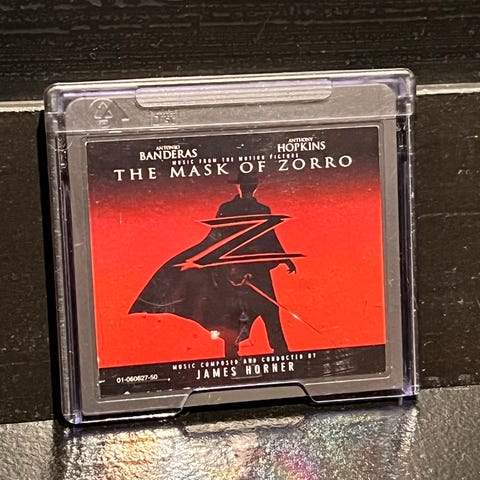 ANTONIO ANTHONY
BANDERAS HOPKINS
MUSIC FROM THE MOTION PICTURE
THE MASK OF ZORRO
Z
MUSIC COMPOSED AND CONDUCTED BY
JAMES HORNER
01-060627-50